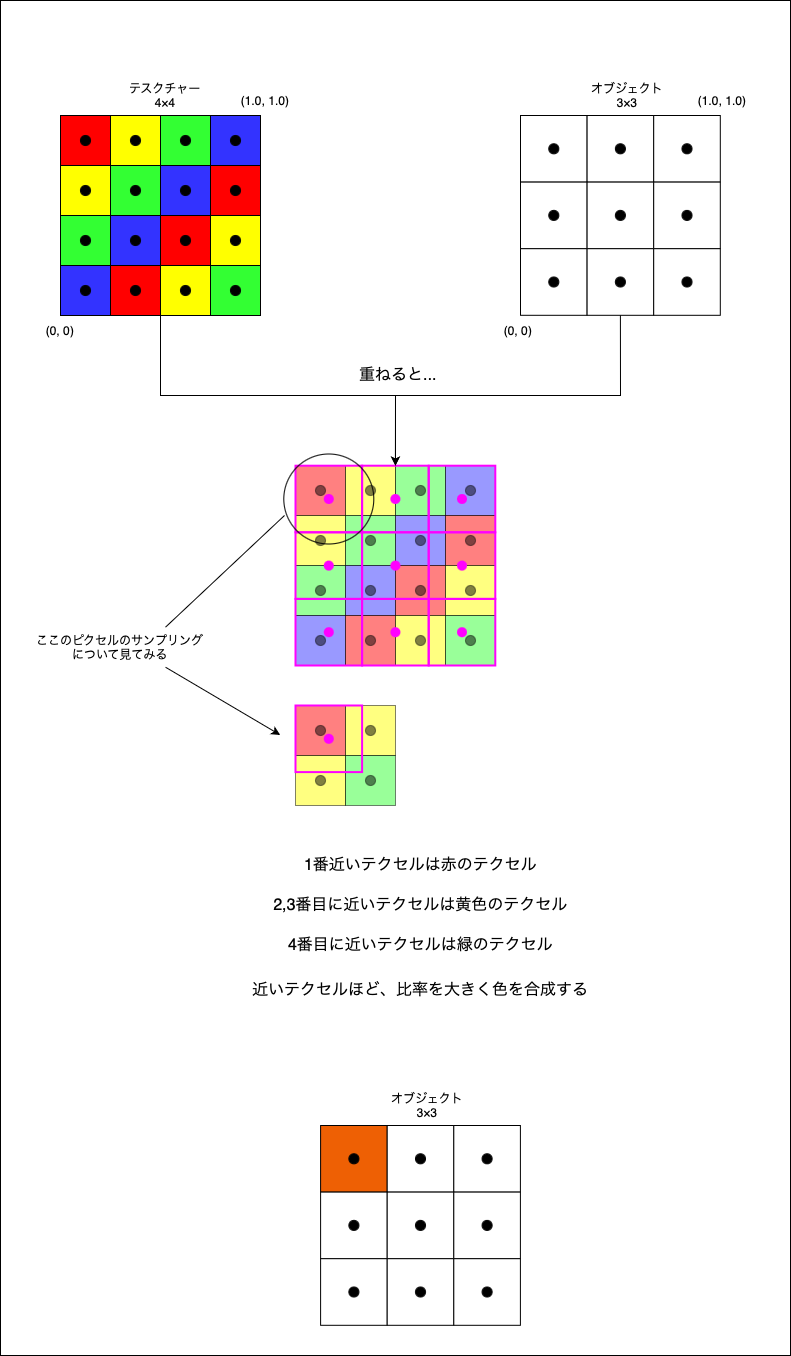 テスクチャー
4×4
(1.0, 1.0)
オブジェクト
3×3
(1.0, 1.0)
(0, 0)
(0, 0)
重ねると...
ここのピクセルのサンプリング
について見てみる
1番近いテクセルは赤のテクセル
2,3番目に近いテクセルは黄色のテクセル
4番目に近いテクセルは緑のテクセル
近いテクセルほど、比率を大きく色を合成する
オブジェクト
3×3